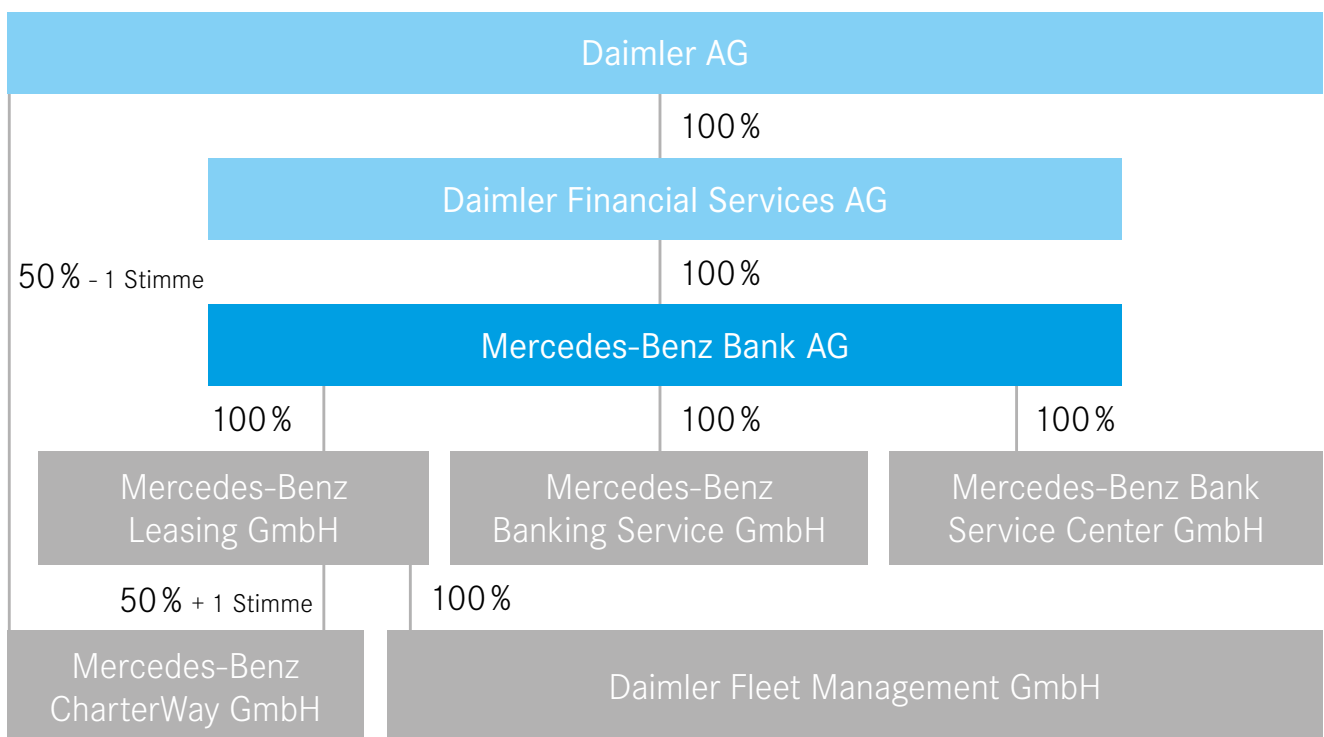 Daimler AG
100 %
Daimler Financial Services AG
50 % - 1 Stimme
100 %
Mercedes-Benz Bank AG
100 %
100 %
100 %
Mercedes-Benz
Leasing GmbH
Mercedes-Benz
Banking Service GmbH
Mercedes-Benz Bank
Service Center GmbH
50 % + 1 Stimme
100 %
Mercedes-Benz
CharterWay GmbH
Daimler Fleet Management GmbH